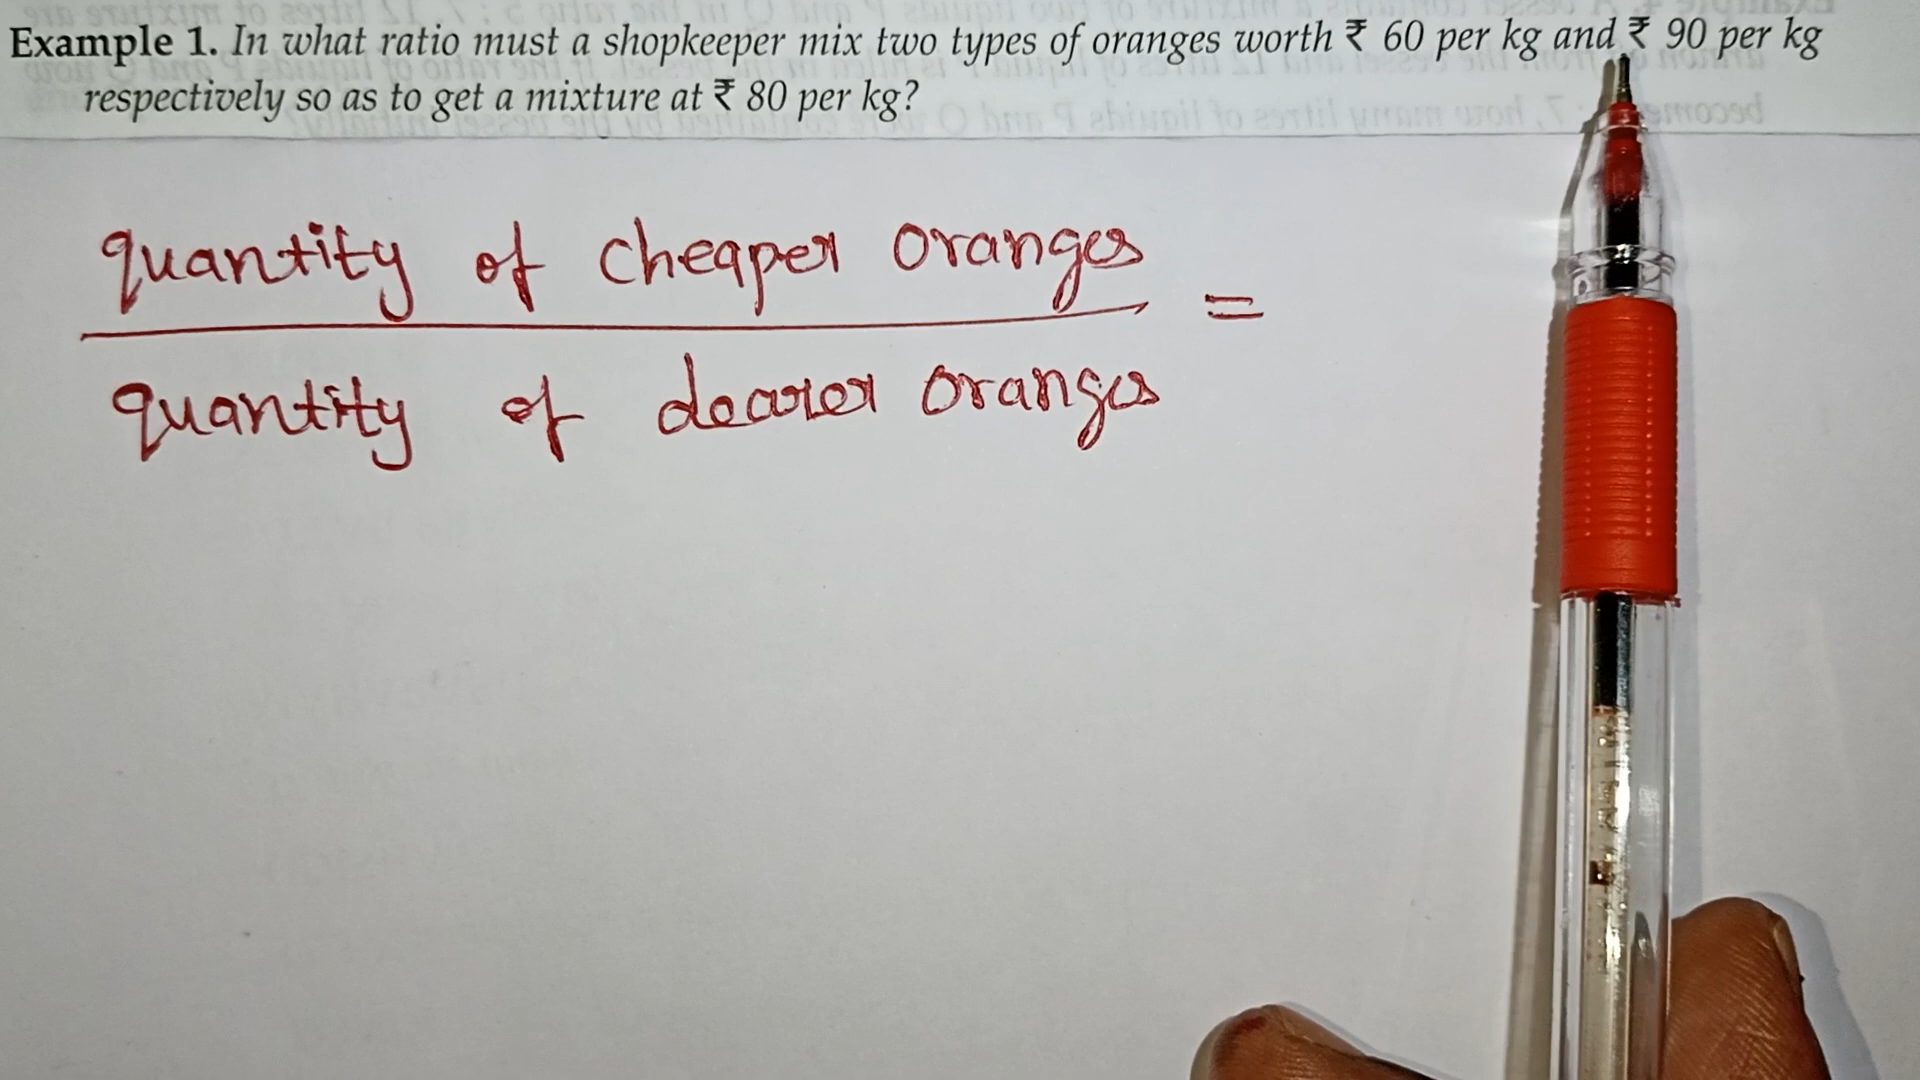 Example 1. In what ratio must a shopkeeper mix two types of oranges worth ₹ 60 per kg and ₹ 90 per kg
respectively so as to get a mixture at ₹ 80 per kg?
quantity of cheaper oranges
=
quantity of dearer oranges